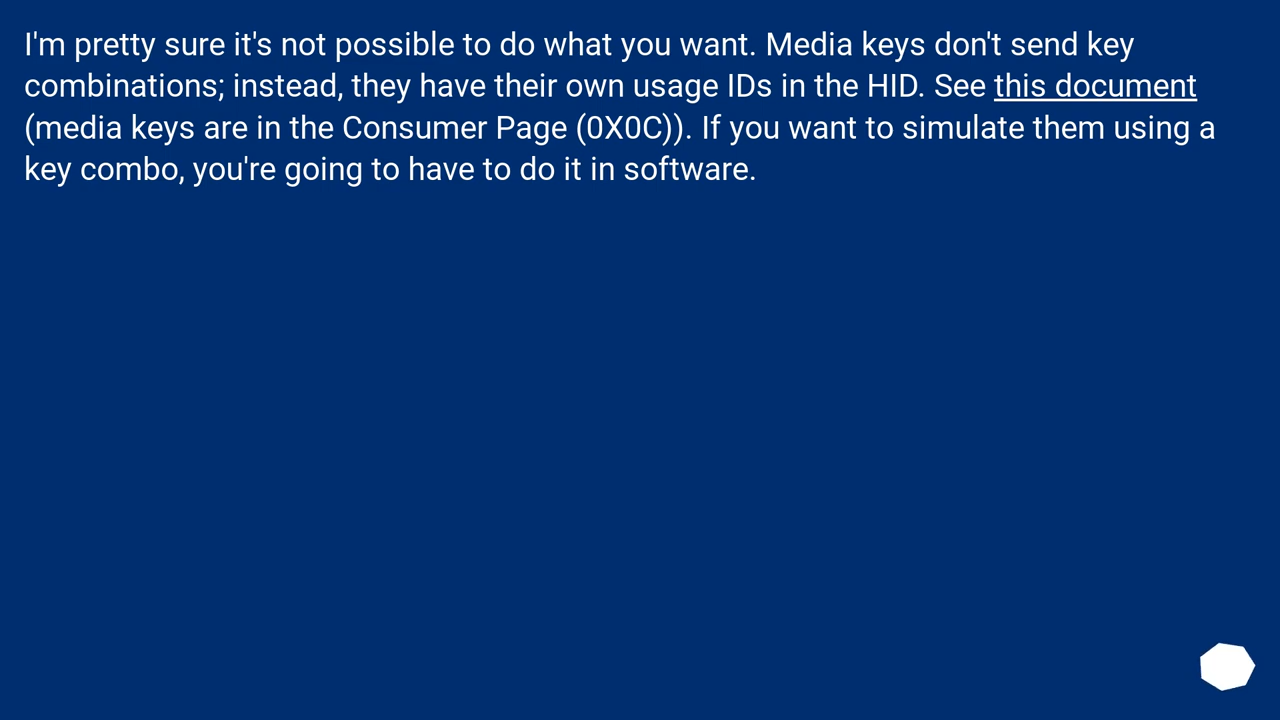 I'm pretty sure it's not possible to do what you want. Media keys don't send key
combinations; instead, they have their own usage IDs in the HID. See this document
(media keys are in the Consumer Page (0X0C)). If you want to simulate them using a
key combo, you're going to have to do it in software.